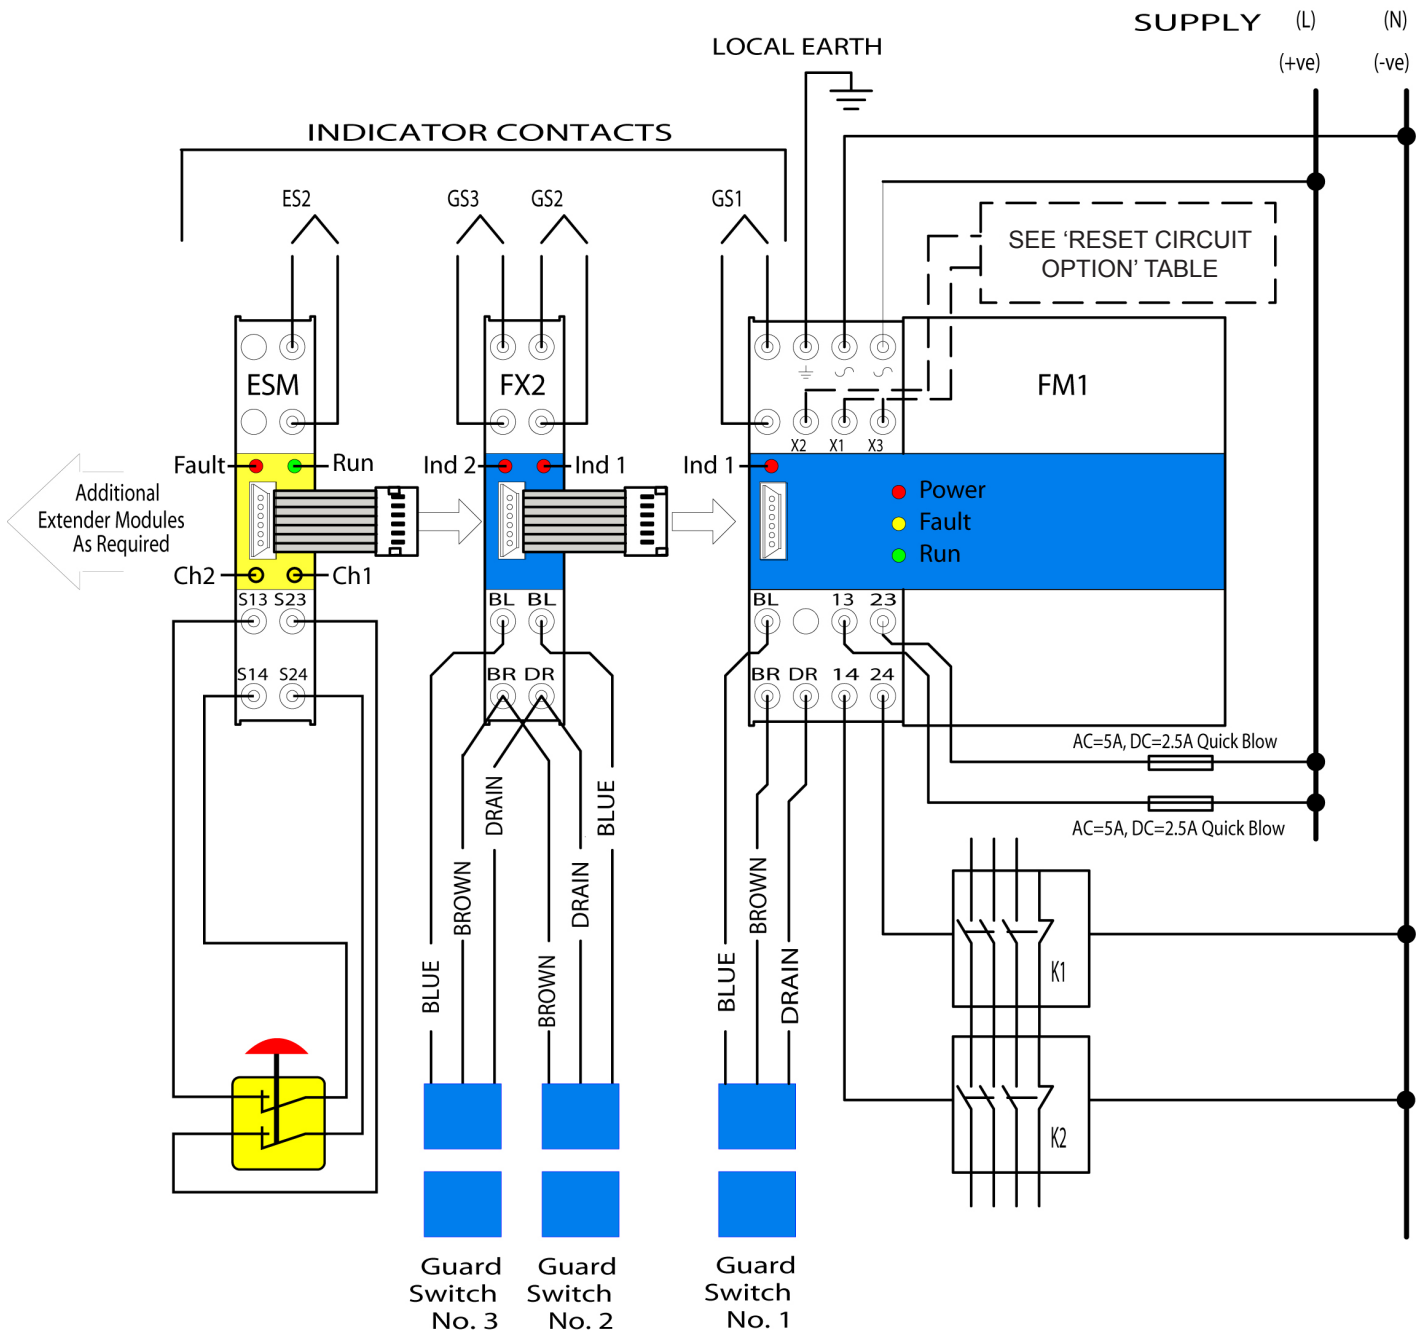 SUPPLY (L) (N)
(+ve) (-ve)
LOCAL EARTH
INDICATOR CONTACTS
ES2 GS3 GS2 GS1
SEE ‘RESET CIRCUIT
OPTION’ TABLE
ESM FX2 FM1
X2 X1 X3
Fault Run Ind 2 Ind 1 Ind 1
Additional
Extender Modules
As Required
Power
Fault
Run
Ch2 Ch1
S13 S23 BL BL BL 13 23
S14 S24 BR DR BR DR 14 24
AC=5A, DC=2.5A Quick Blow
AC=5A, DC=2.5A Quick Blow
BLUE
BROWN
DRAIN
BROWN
DRAIN
BLUE
BLUE
BROWN
DRAIN
K1
K2
Guard
Switch
No. 3
Guard
Switch
No. 2
Guard
Switch
No. 1